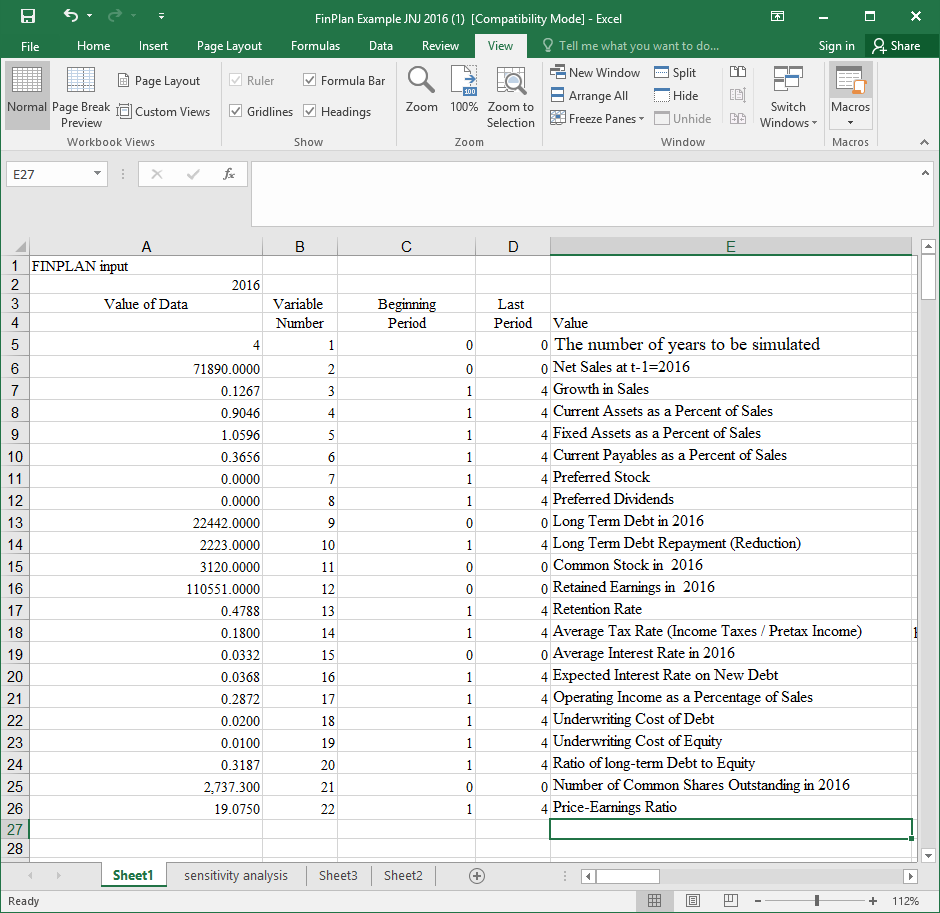 FinPlan Example JNJ 2016 (1) [Compatibility Mode] - Excel
File Home Insert Page Layout Formulas Data Review View Tell me what you want to do... Sign in Share
Normal Page Break Preview Page Layout Custom Views
Workbook Views
Ruler Formula Bar
Gridlines Headings
Show
Zoom 100% Zoom to Selection
100
Zoom
New Window Split
Arrange All Hide
Freeze Panes Unhide
Switch Windows
Window
Macros
Macros
E27 fx
A B C D E
1 FINPLAN input
2 2016
3 Value of Data Variable Beginning Last
4 Number Period Period Value
5 4 1 0 0 The number of years to be simulated
6 71890.0000 2 0 0 Net Sales at t-1=2016
7 0.1267 3 1 4 Growth in Sales
8 0.9046 4 1 4 Current Assets as a Percent of Sales
9 1.0596 5 1 4 Fixed Assets as a Percent of Sales
10 0.3656 6 1 4 Current Payables as a Percent of Sales
11 0.0000 7 1 4 Preferred Stock
12 0.0000 8 1 4 Preferred Dividends
13 22442.0000 9 0 0 Long Term Debt in 2016
14 2223.0000 10 1 4 Long Term Debt Repayment (Reduction)
15 3120.0000 11 0 0 Common Stock in 2016
16 110551.0000 12 0 0 Retained Earnings in 2016
17 0.4788 13 1 4 Retention Rate
18 0.1800 14 1 4 Average Tax Rate (Income Taxes / Pretax Income)
19 0.0332 15 0 0 Average Interest Rate in 2016
20 0.0368 16 1 4 Expected Interest Rate on New Debt
21 0.2872 17 1 4 Operating Income as a Percentage of Sales
22 0.0200 18 1 4 Underwriting Cost of Debt
23 0.0100 19 1 4 Underwriting Cost of Equity
24 0.3187 20 1 4 Ratio of long-term Debt to Equity
25 2,737.300 21 0 0 Number of Common Shares Outstanding in 2016
26 19.0750 22 1 4 Price-Earnings Ratio
27
28
Sheet1 sensitivity analysis Sheet3 Sheet2
Ready 112%